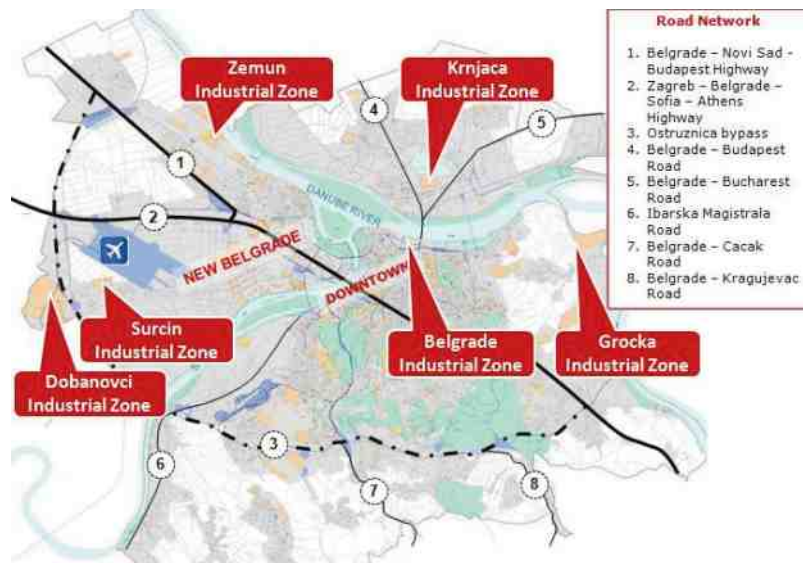 Road Network
1. Belgrade – Novi Sad -
Budapest Highway
2. Zagreb – Belgrade –
Sofia – Athens
Highway
3. Ostruznica bypass
4. Belgrade – Budapest
Road
5. Belgrade – Bucharest
Road
6. Ibarska Magistrala
Road
7. Belgrade – Cacak
Road
8. Belgrade – Kragujevac
Road
Zemun
Industrial Zone
Krnjaca
Industrial Zone
4
5
1
DANUBE RIVER
2
NEW BELGRADE
DOWNTOWN
Surcin
Industrial Zone
Belgrade
Industrial Zone
Grocka
Industrial Zone
Dobanovci
Industrial Zone
3
6
7
8